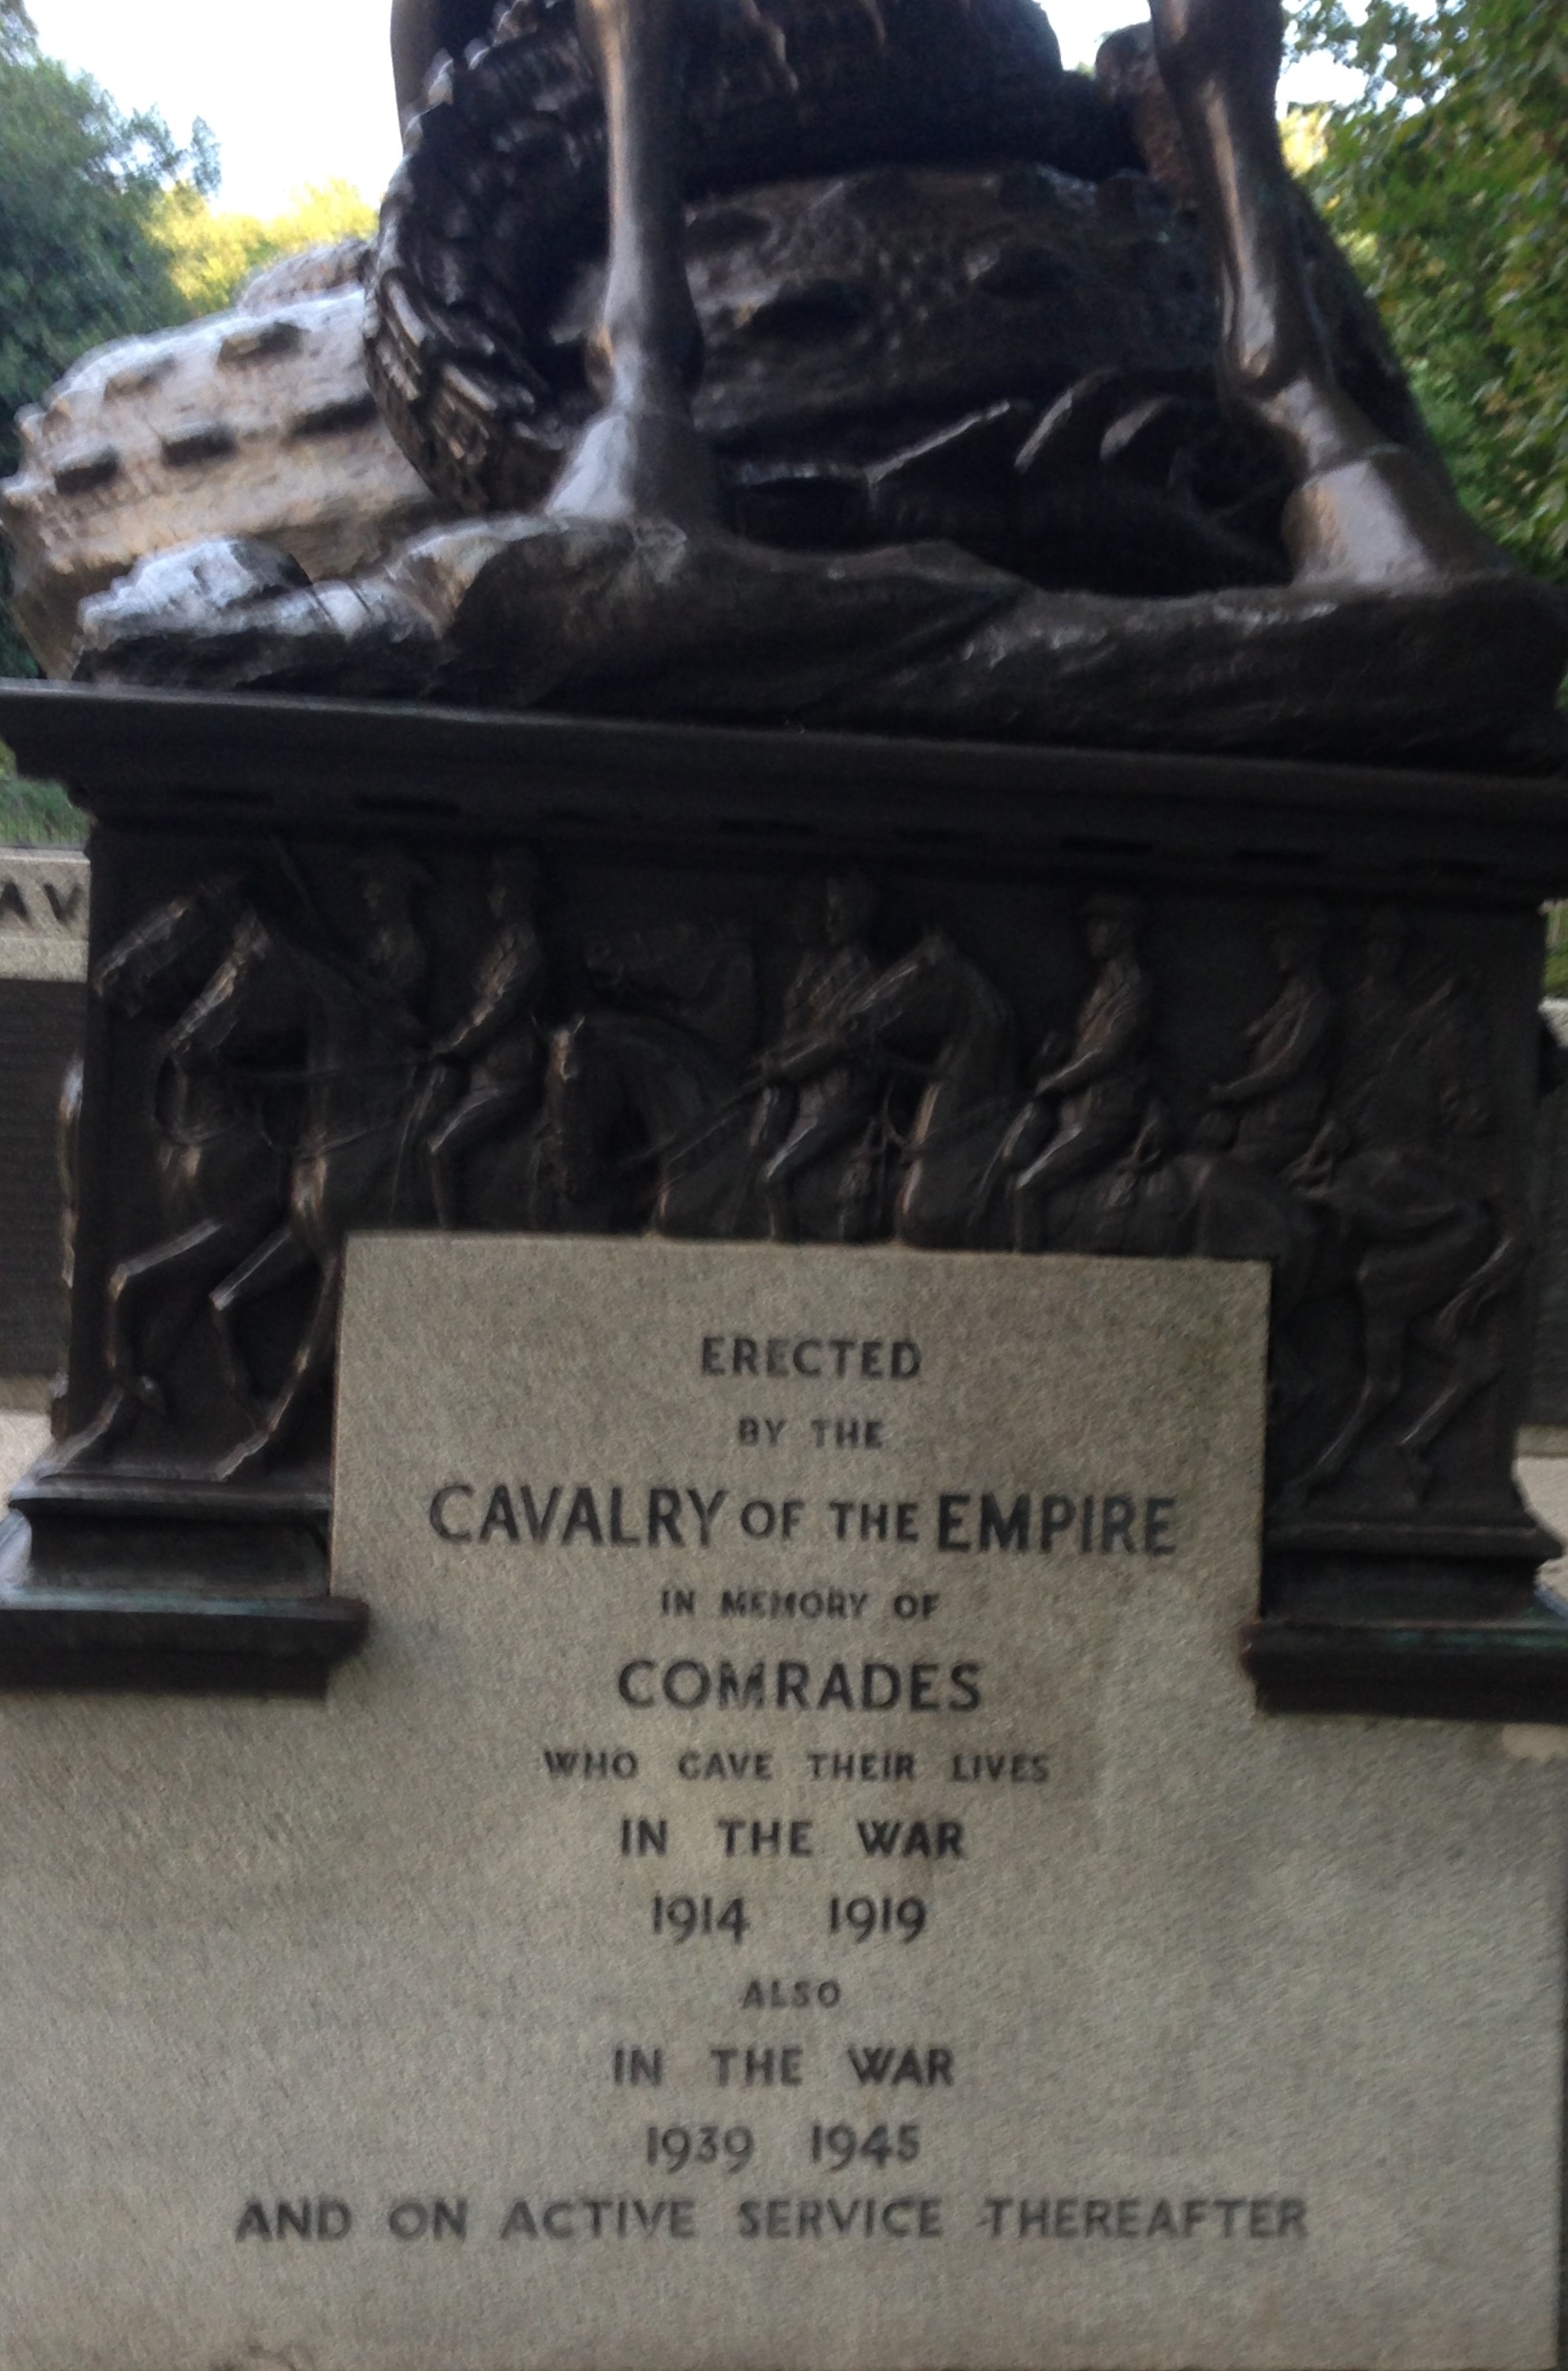 AV
ERECTED
BY THE
CAVALRY OF THE EMPIRE
IN MEMORY OF
COMRADES
WHO GAVE THEIR LIVES
IN THE WAR
1914 1919
ALSO
IN THE WAR
1939 1945
AND ON ACTIVE SERVICE THEREAFTER